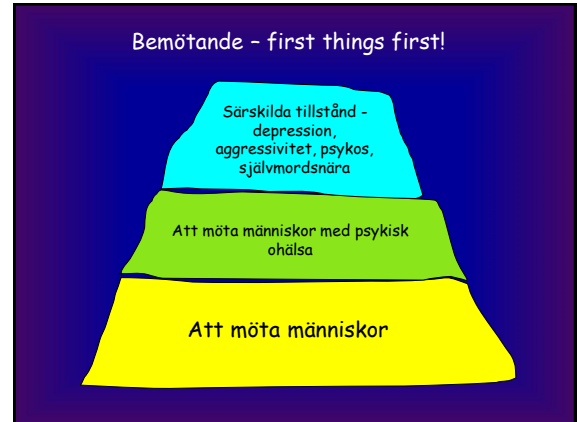 Bemötande – first things first!
Särskilda tillstånd -
depression,
aggressivitet, psykos,
självmordsnära
Att möta människor med psykisk
ohälsa
Att möta människor